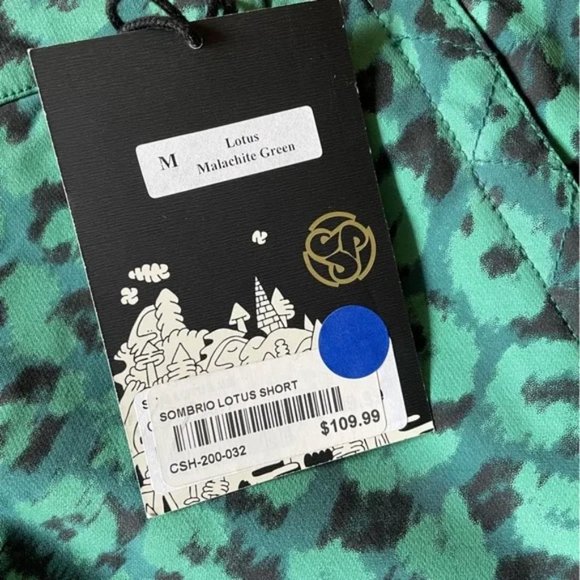 M
Lotus
Malachite Green
SOMBRIO LOTUS SHORT
$109.99
CSH-200-032